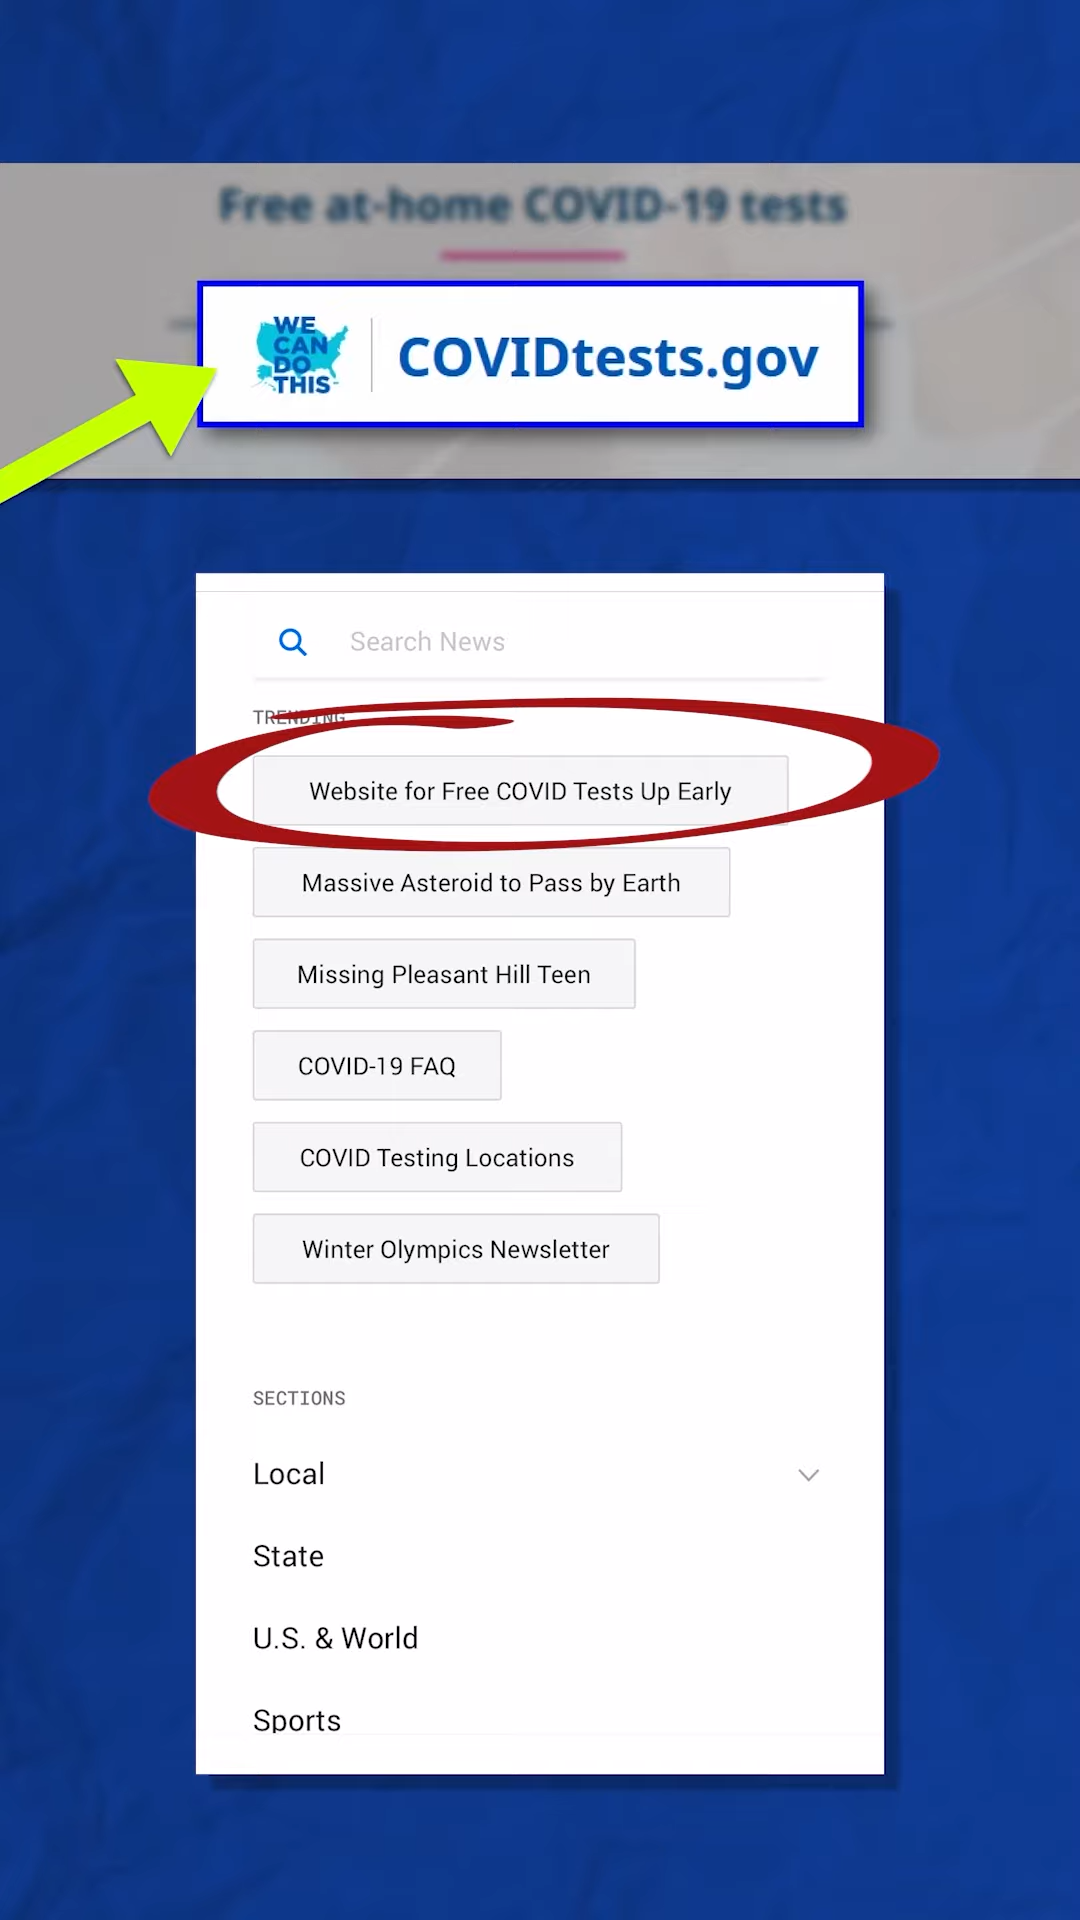 Free at-home COVID-19 tests
WE
CAN
DO
THIS
COVIDtests.gov
Search News
TRENDING
Website for Free COVID Tests Up Early
Massive Asteroid to Pass by Earth
Missing Pleasant Hill Teen
COVID-19 FAQ
COVID Testing Locations
Winter Olympics Newsletter
SECTIONS
Local
State
U.S. & World
Sports